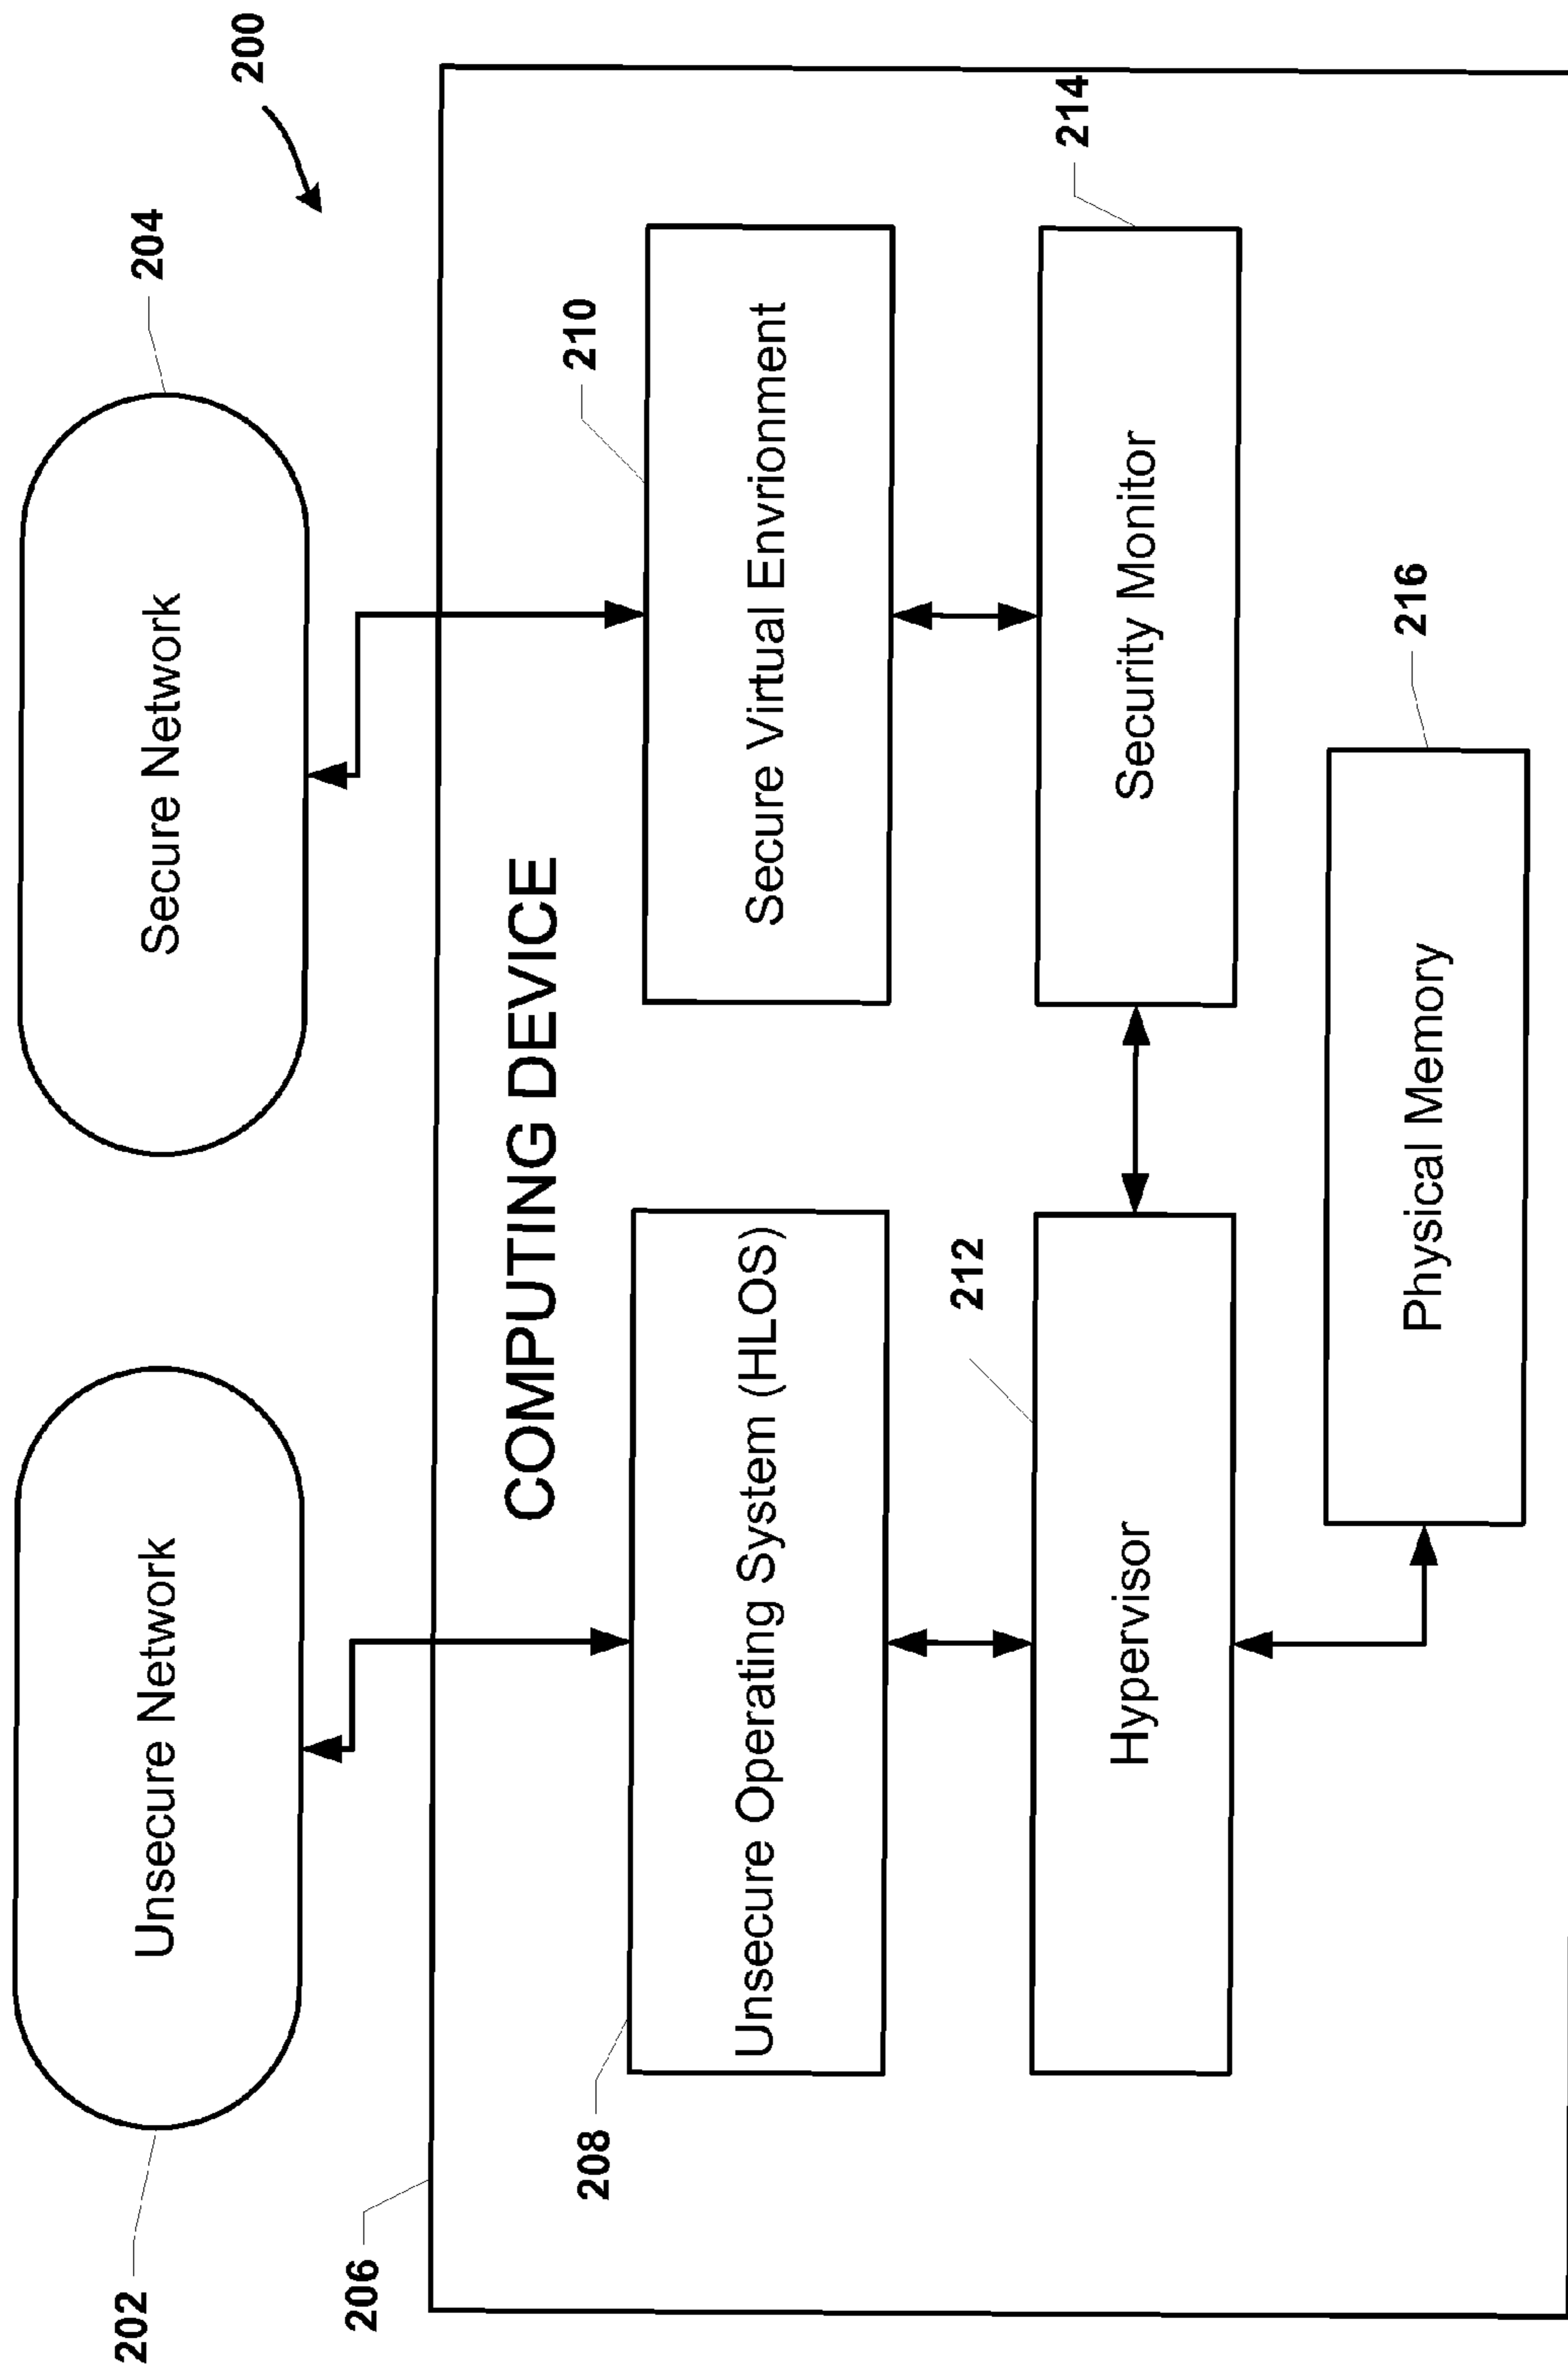 200
202
Unsecure Network
Secure Network
204
206
COMPUTING DEVICE
208
Unsecure Operating System (HLOS)
210
Secure Virtual Envrionment
212
Hypervisor
214
Security Monitor
216
Physical Memory